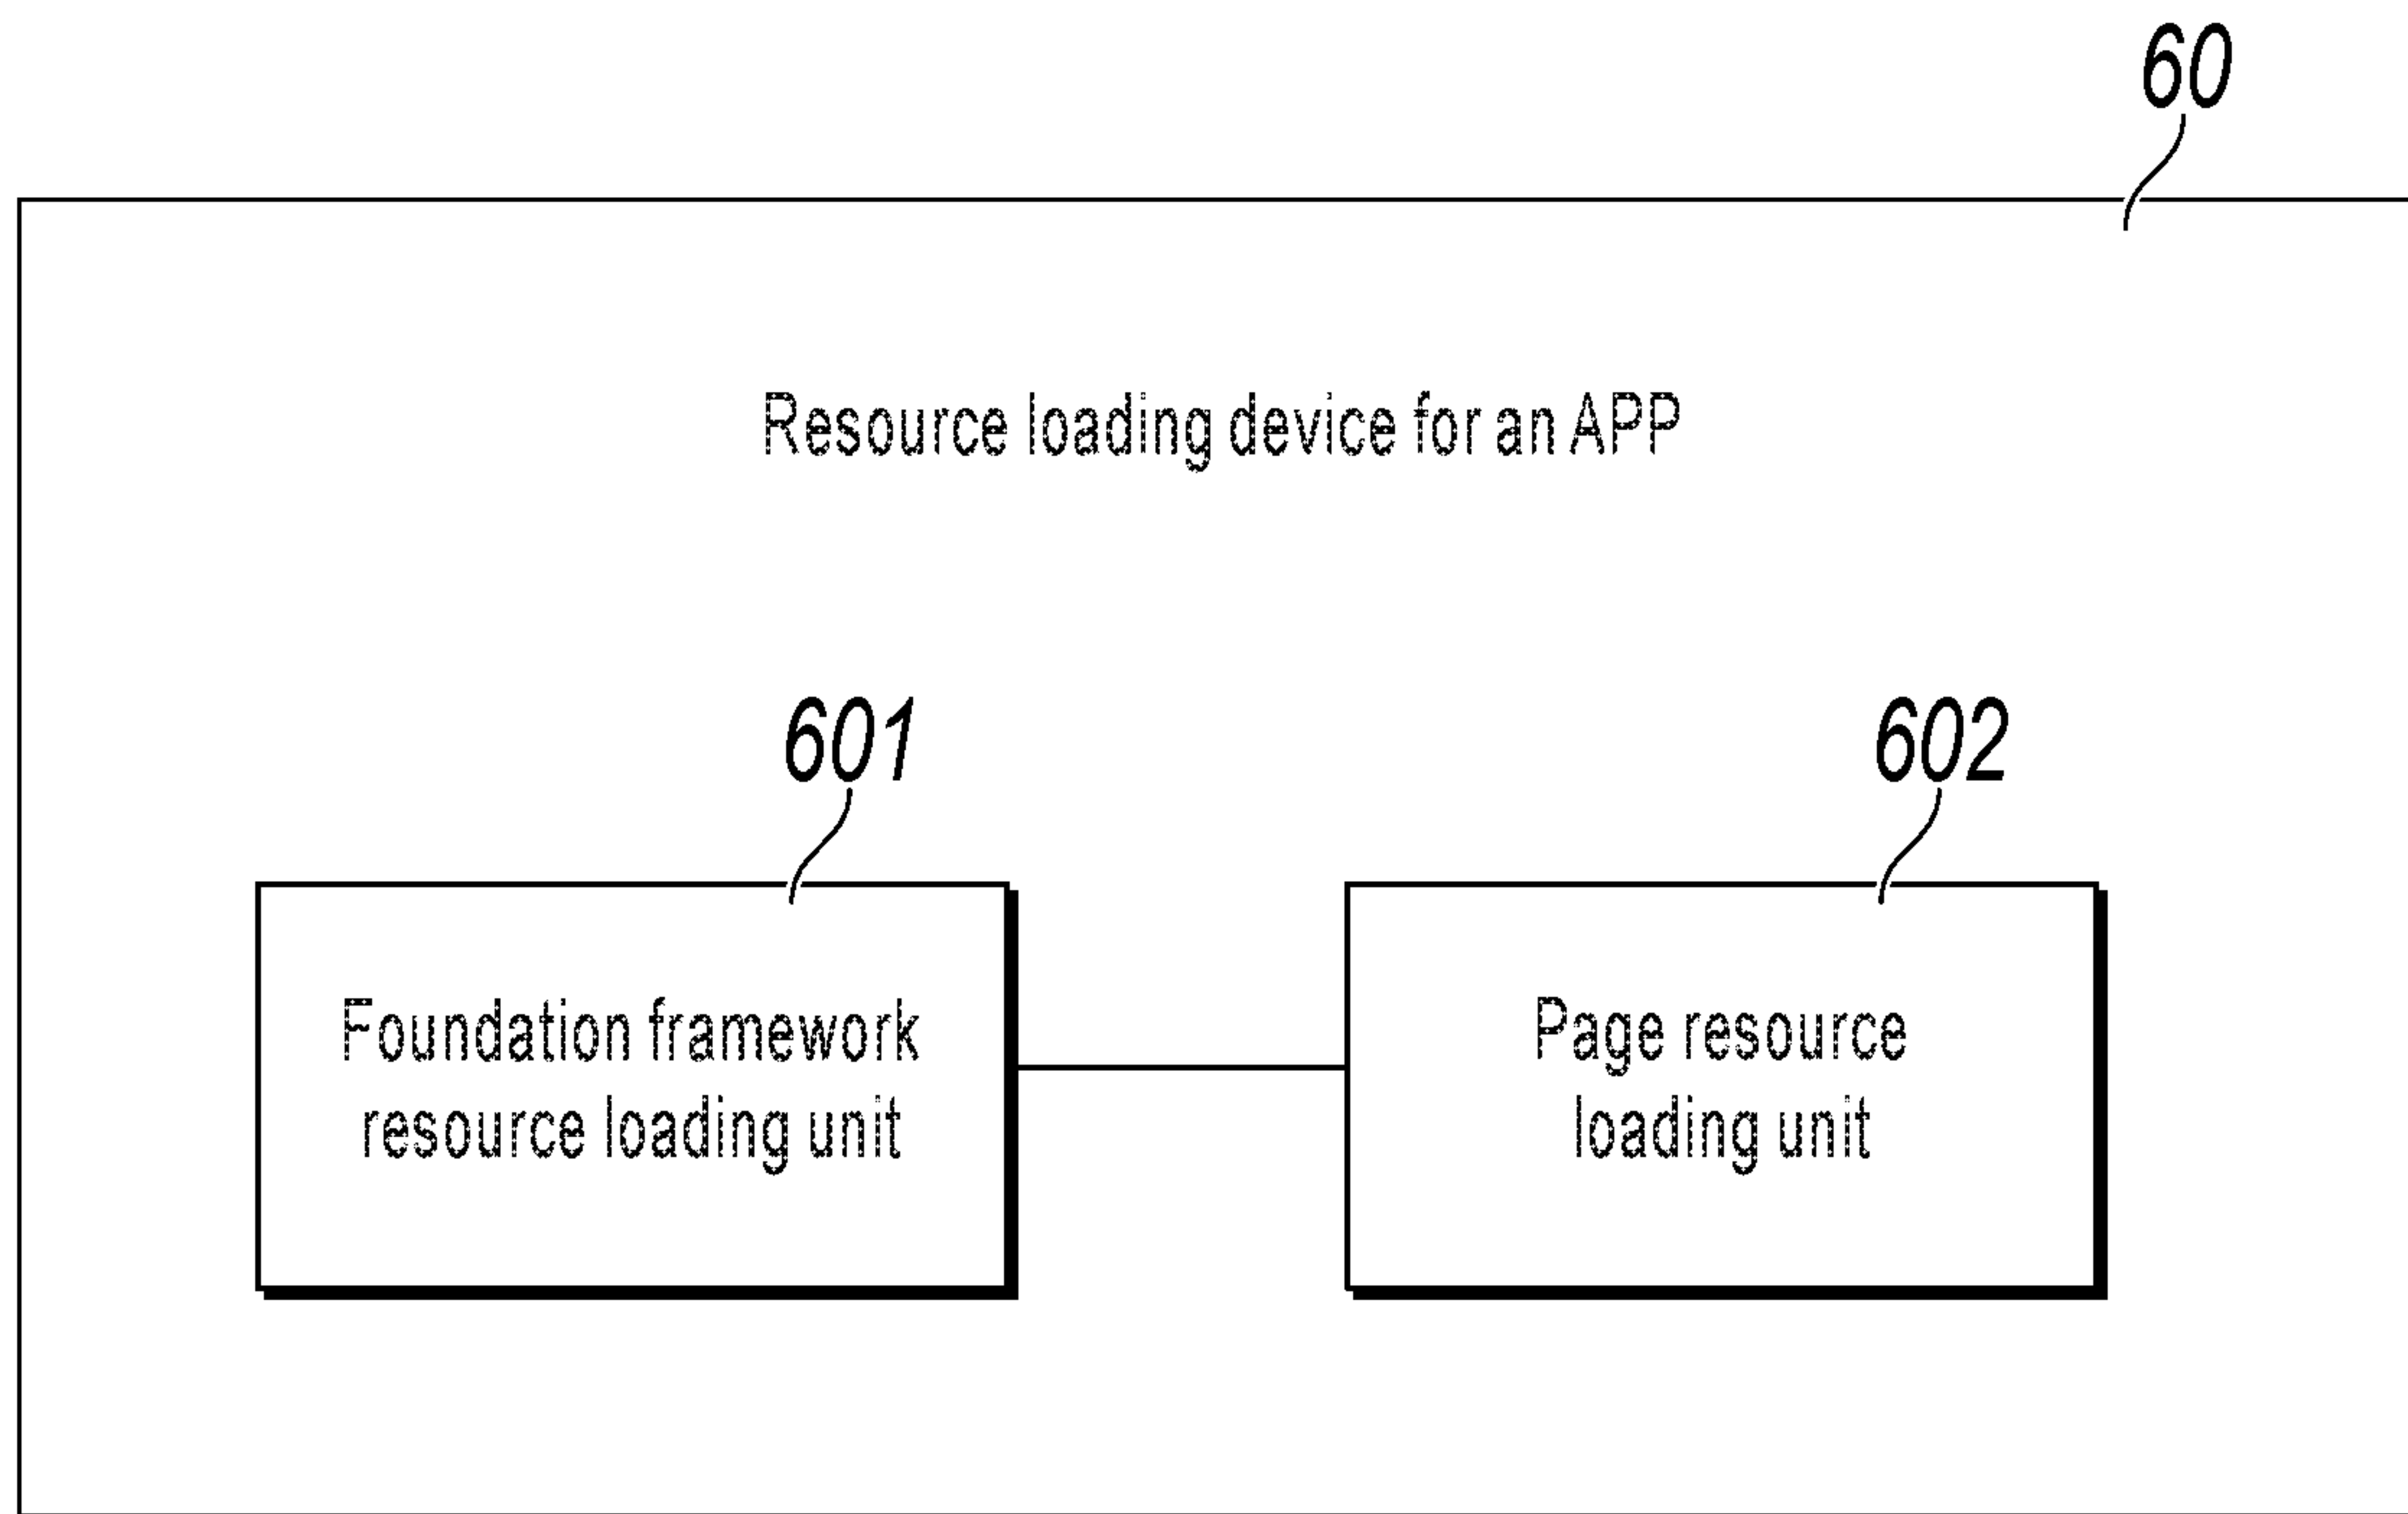 60
Resource loading device for an APP
601
602
Foundation framework
resource loading unit
Page resource
loading unit